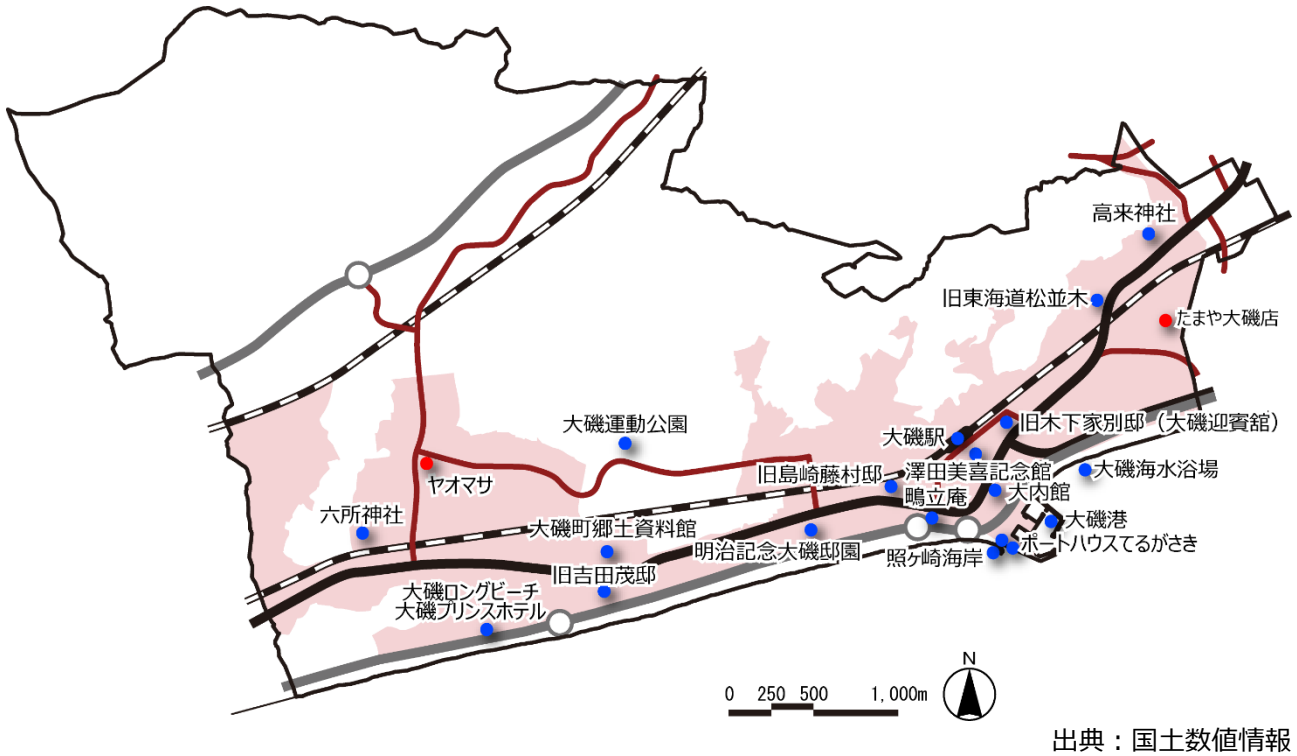 高来神社
旧東海道松並木
たまや大磯店
大磯運動公園
大磯駅
旧木下家別邸（大磯迎賓舘）
ヤオマサ
旧島崎藤村邸
澤田美喜記念館
大磯海水浴場
鴫立庵
大内館
六所神社
大磯町郷土資料館
明治記念大磯邸園
大磯港
ポートハウスてるがさき
照ヶ崎海岸
旧吉田茂邸
大磯ロングビーチ
大磯プリンスホテル
N
0 250 500 1,000m
出典：国土数値情報